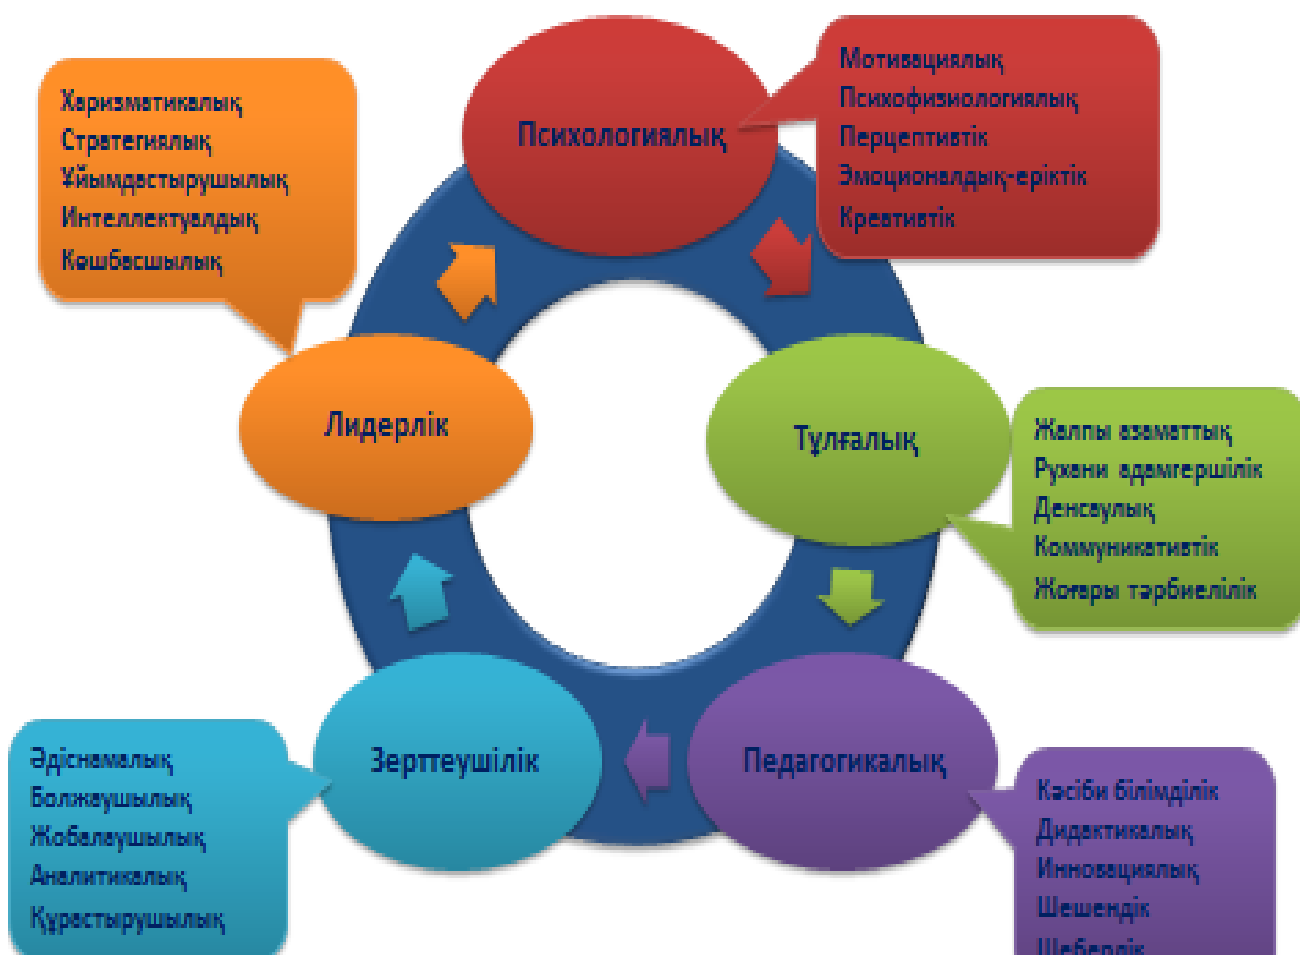 Психологиялық
Мотивациялық
Психофизиологиялық
Перцептивтік
Эмоционалдық-еріктік
Креативтік
Тұлғалық
Жалпы азаматтық
Рухани адамгершілік
Денсаулық
Коммуникативтік
Жоғары тәрбиелілік
Педагогикалық
Кәсіби білімділік
Дидактикалық
Инновациялық
Шешендік
Шеберлік
Зерттеушілік
Әдіснамалық
Болжаушылық
Жобалаушылық
Аналитикалық
Құрастырушылық
Лидерлік
Харизматикалық
Стратегиялық
Ұйымдастырушылық
Интеллектуалдық
Көшбасшылық